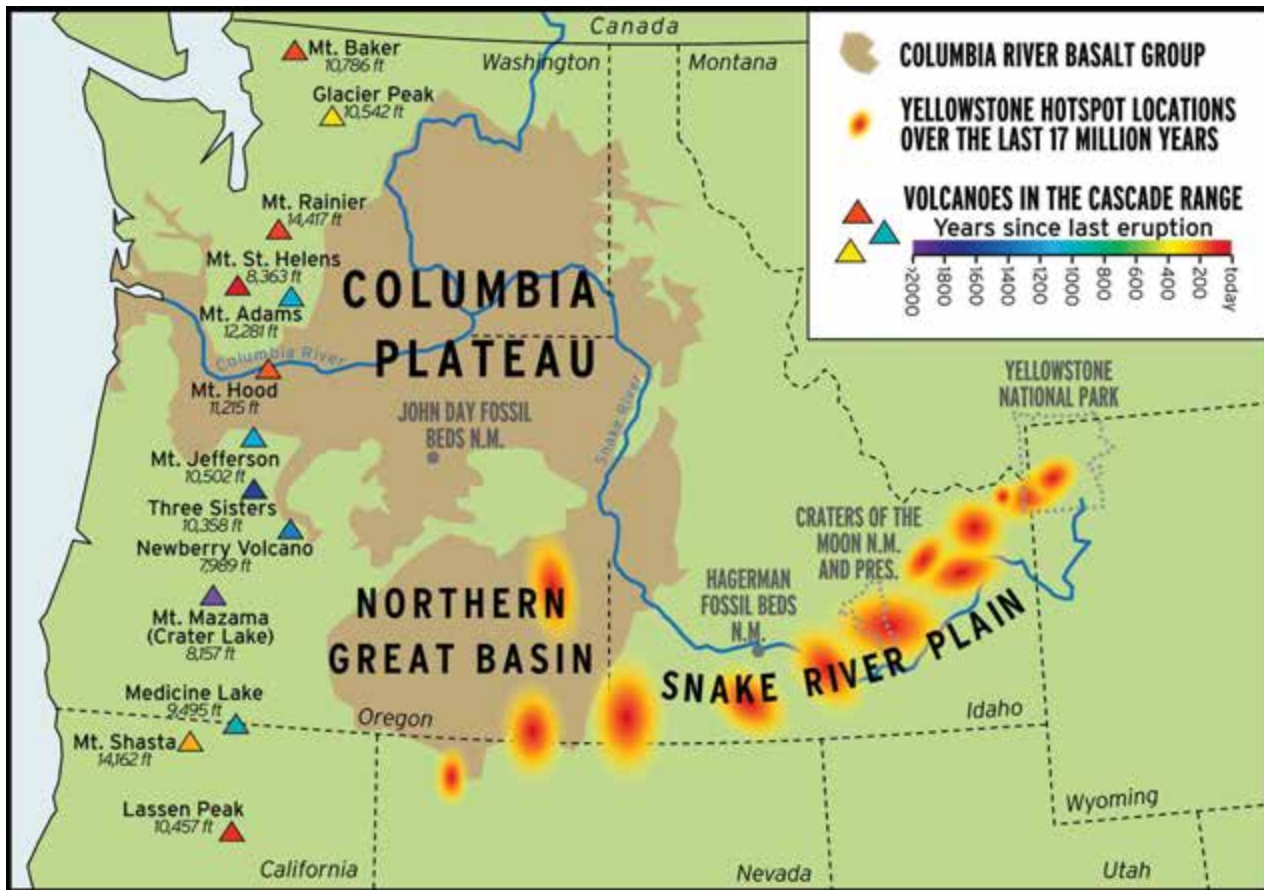 Canada
Washington
Montana
Mt. Baker
10,786 ft
Glacier Peak
10,542 ft
Mt. Rainier
14,417 ft
Mt. St. Helens
8,363 ft
Mt. Adams
12,281 ft
Columbia River
Mt. Hood
11,215 ft
Mt. Jefferson
10,502 ft
Three Sisters
10,358 ft
Newberry Volcano
7,989 ft
Mt. Mazama
(Crater Lake)
8,157 ft
Medicine Lake
9,495 ft
Mt. Shasta
14,162 ft
Lassen Peak
10,457 ft
COLUMBIA
PLATEAU
JOHN DAY FOSSIL
BEDS N.M.
Snake River
NORTHERN
GREAT BASIN
HAGERMAN
FOSSIL BEDS
N.M.
CRATERS OF THE
MOON N.M.
AND PRES.
YELLOWSTONE
NATIONAL PARK
SNAKE RIVER PLAIN
Oregon
Idaho
Wyoming
California
Nevada
Utah
COLUMBIA RIVER BASALT GROUP
YELLOWSTONE HOTSPOT LOCATIONS
OVER THE LAST 17 MILLION YEARS
VOLCANOES IN THE CASCADE RANGE
Years since last eruption
>2000
1800
1600
1400
1200
1000
800
600
400
200
today